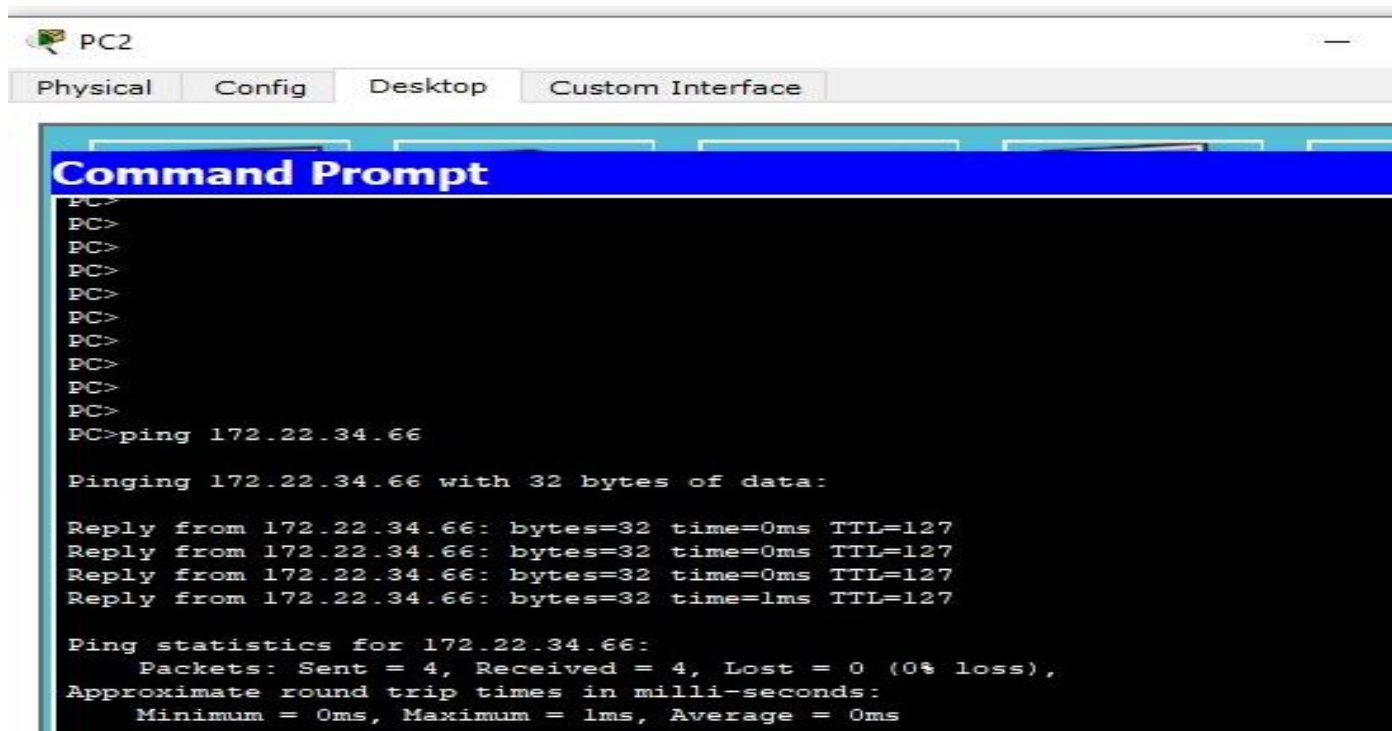 PC2
Physical Config Desktop Custom Interface
Command Prompt
PC>
PC>
PC>
PC>
PC>
PC>
PC>
PC>
PC>
PC>
PC>ping 172.22.34.66
Pinging 172.22.34.66 with 32 bytes of data:
Reply from 172.22.34.66: bytes=32 time=0ms TTL=127
Reply from 172.22.34.66: bytes=32 time=0ms TTL=127
Reply from 172.22.34.66: bytes=32 time=0ms TTL=127
Reply from 172.22.34.66: bytes=32 time=1ms TTL=127
Ping statistics for 172.22.34.66:
Packets: Sent = 4, Received = 4, Lost = 0 (0% loss),
Approximate round trip times in milli-seconds:
Minimum = 0ms, Maximum = 1ms, Average = 0ms